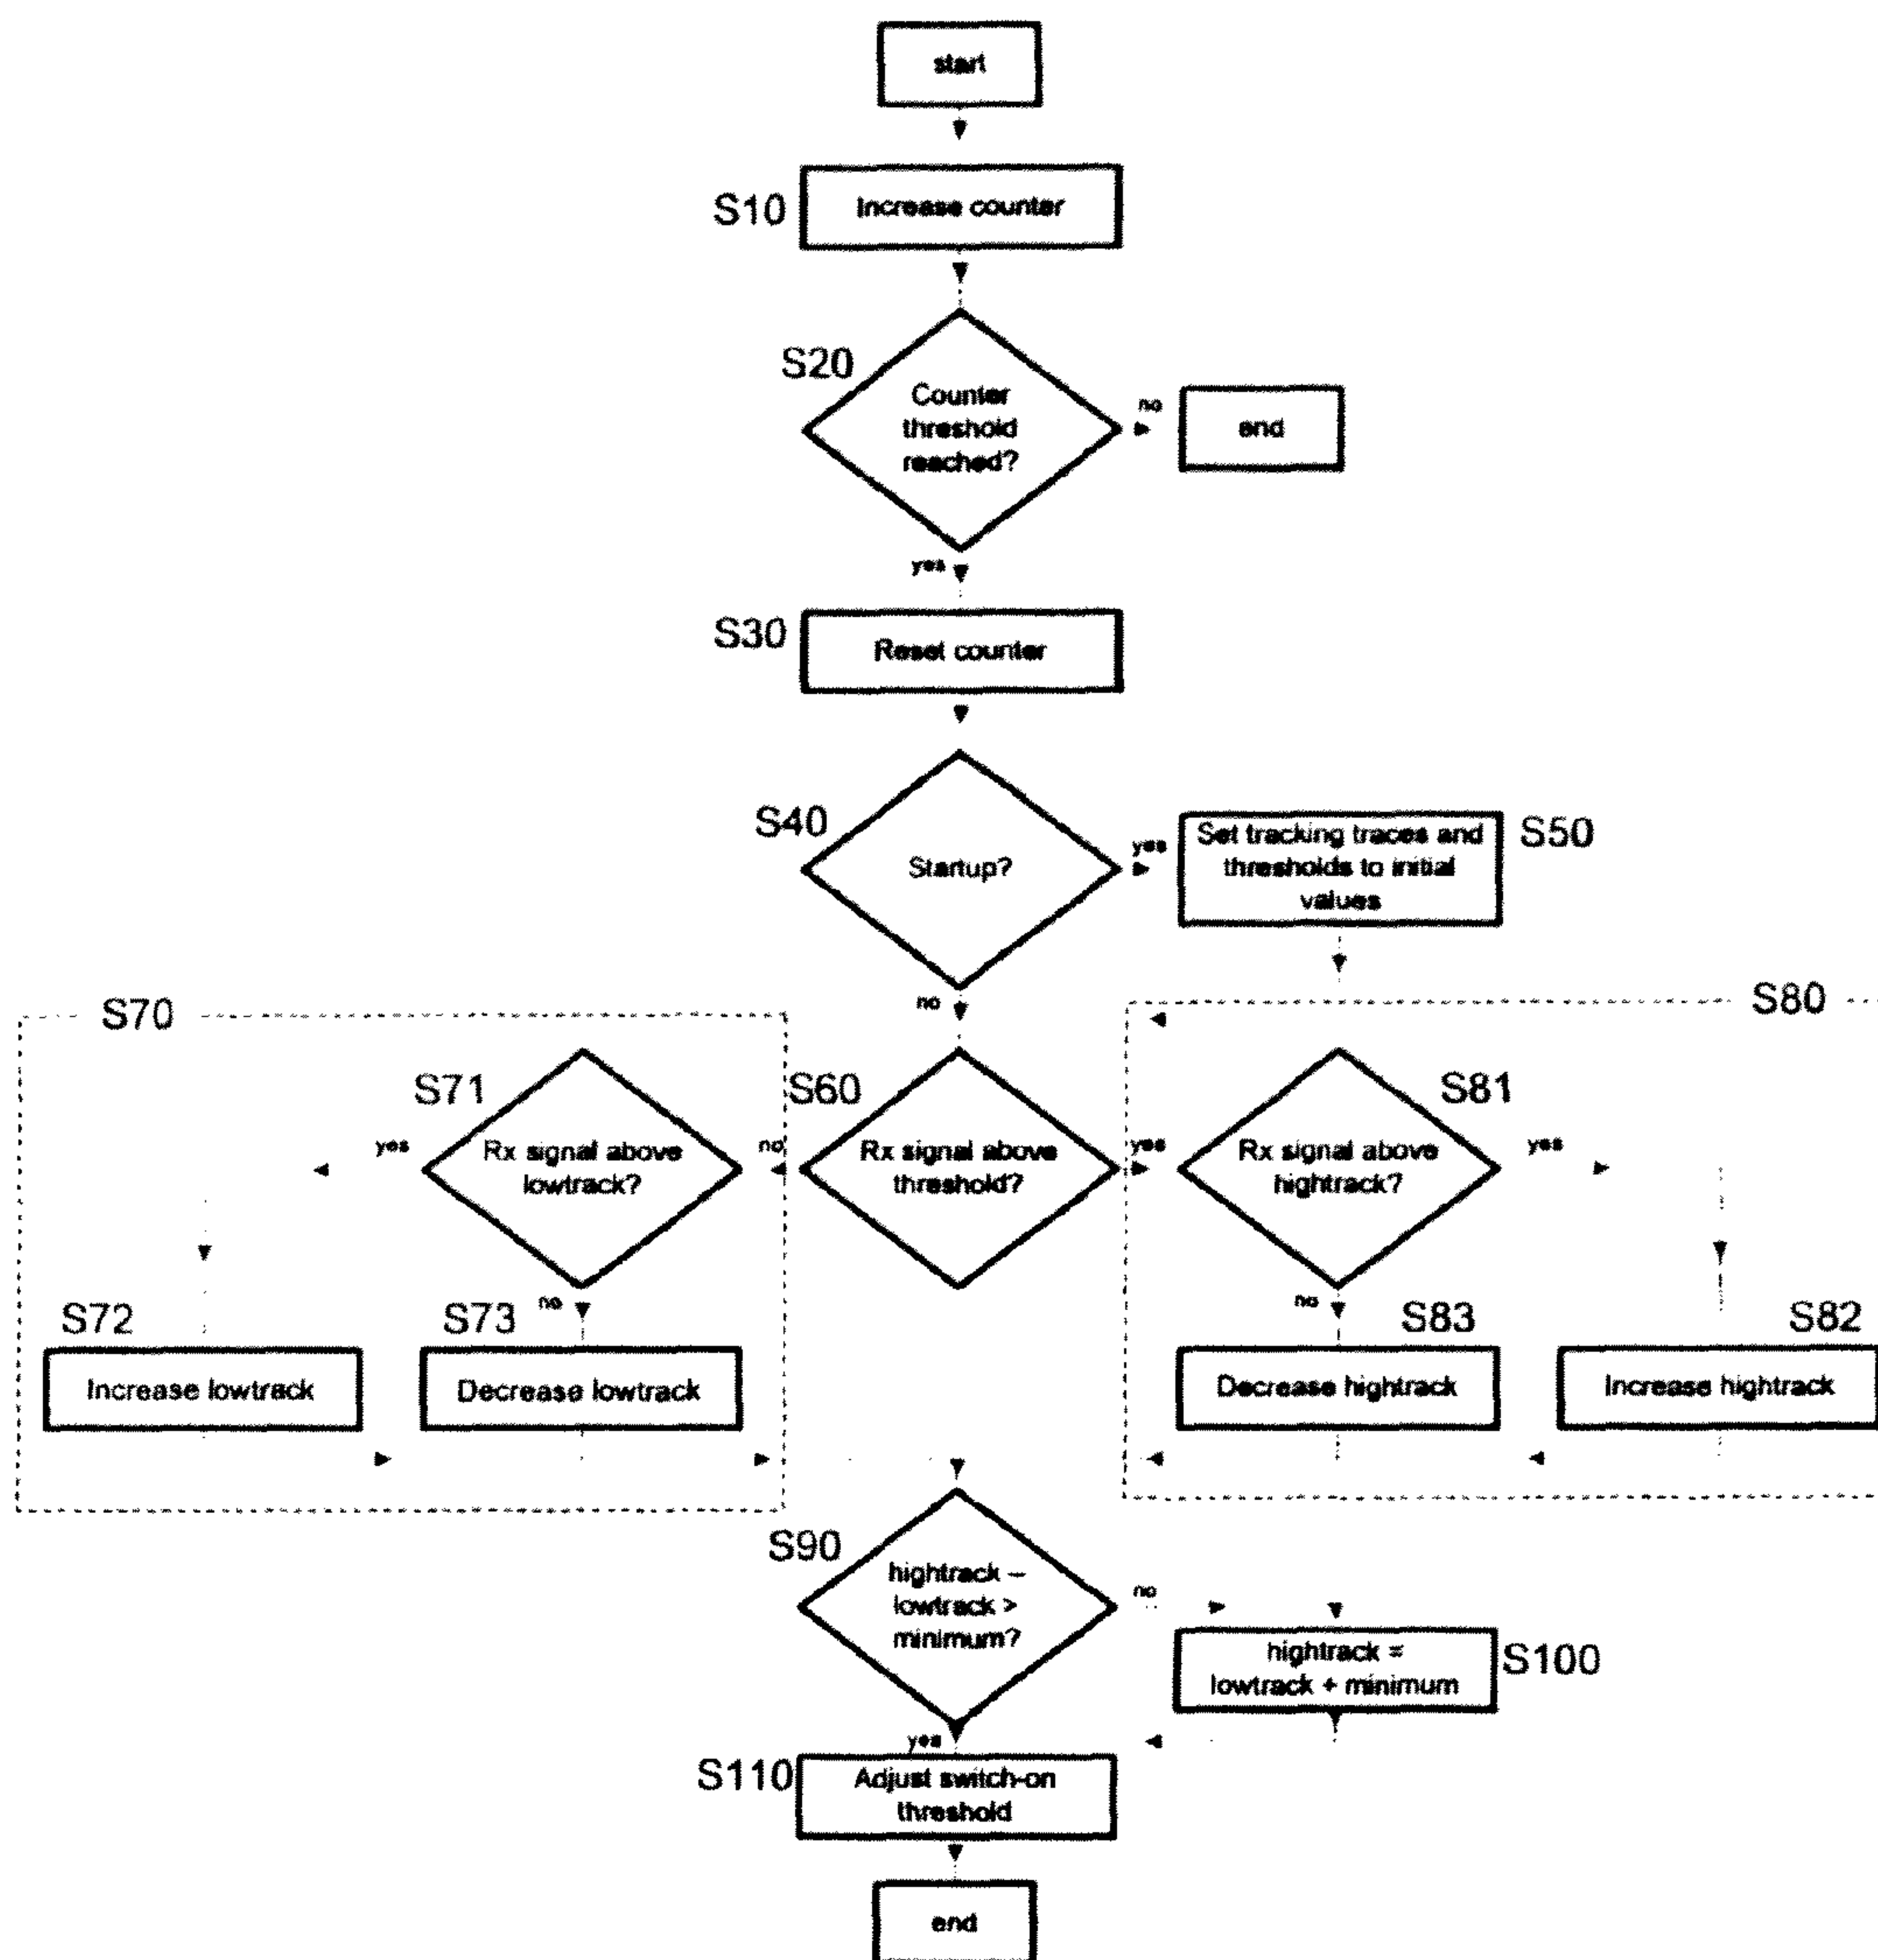 start
S10
Increase counter
S20
Counter
threshold
reached?
no
end
yes
S30
Reset counter
S40
Startup?
yes
Set tracking traces and
thresholds to initial
values
S50
no
S70
S80
S71
Rx signal above
lowtrack?
yes
no
S60
Rx signal above
threshold?
no
yes
S81
Rx signal above
hightrack?
yes
no
S72
Increase lowtrack
S73
Decrease lowtrack
S83
Decrease hightrack
S82
Increase hightrack
S90
hightrack –
lowtrack >
minimum?
no
hightrack =
lowtrack + minimum
S100
yes
S110
Adjust switch-on
threshold
end